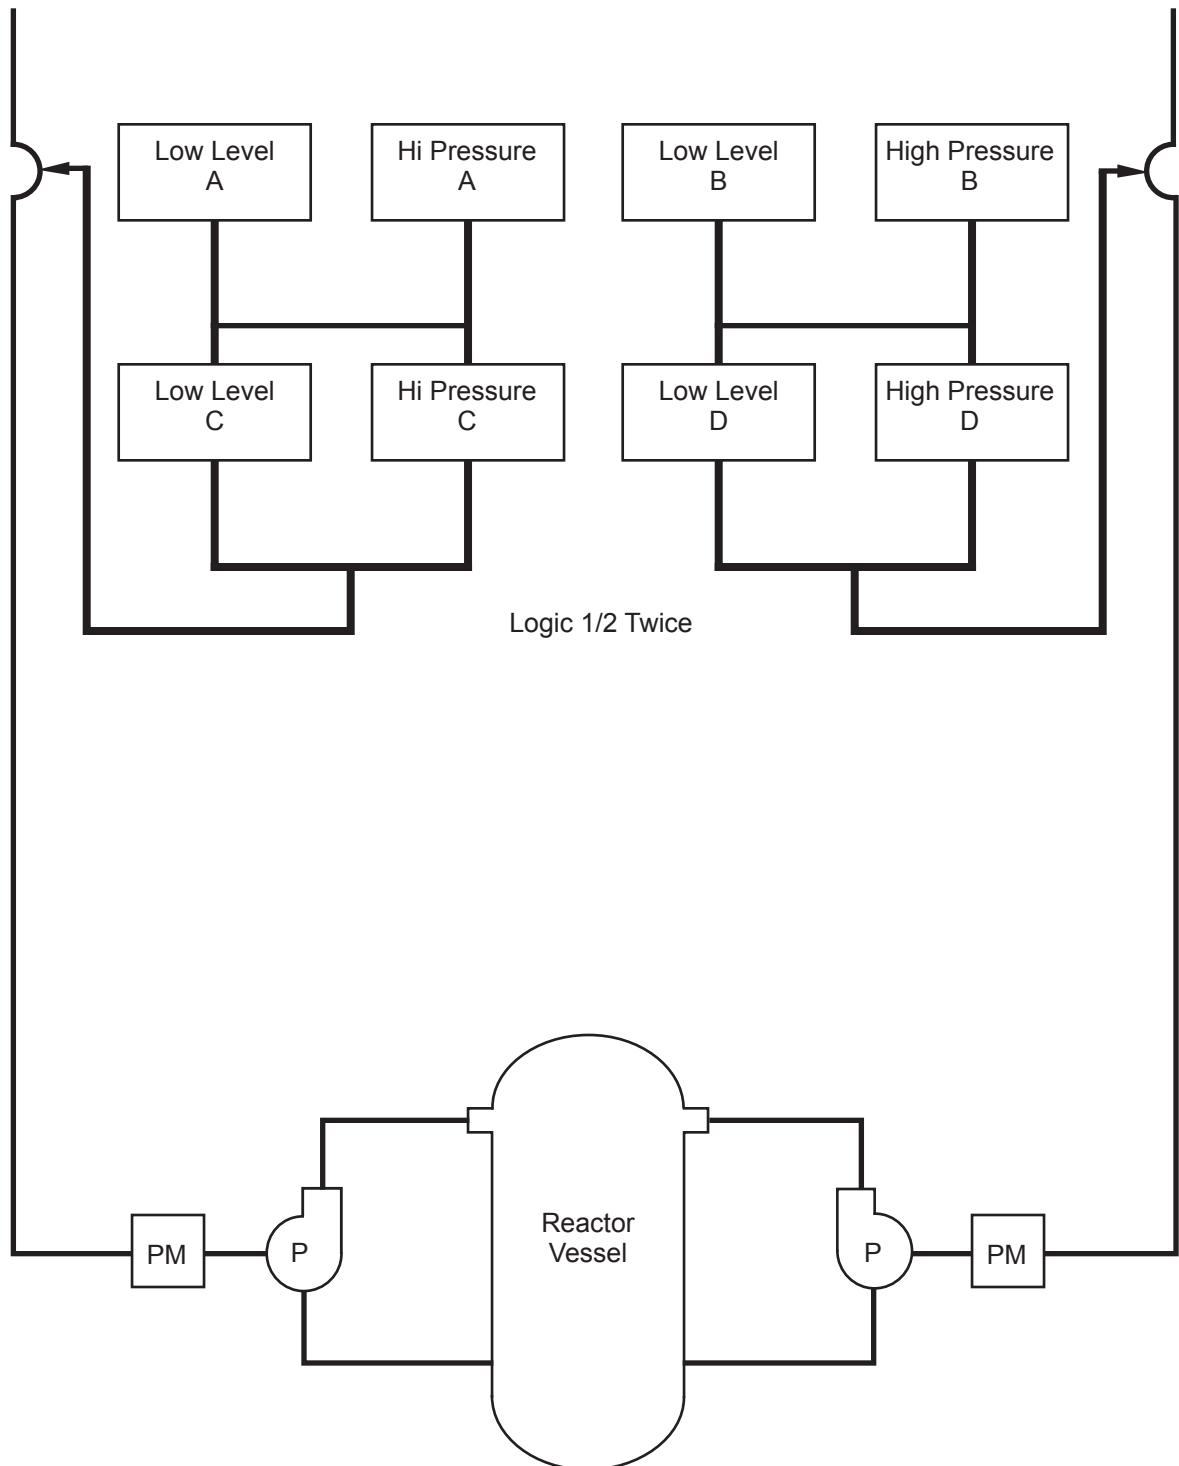 Low Level
A
Hi Pressure
A
Low Level
B
High Pressure
B
Low Level
C
Hi Pressure
C
Low Level
D
High Pressure
D
Logic 1/2 Twice
PM
P
Reactor
Vessel
P
PM